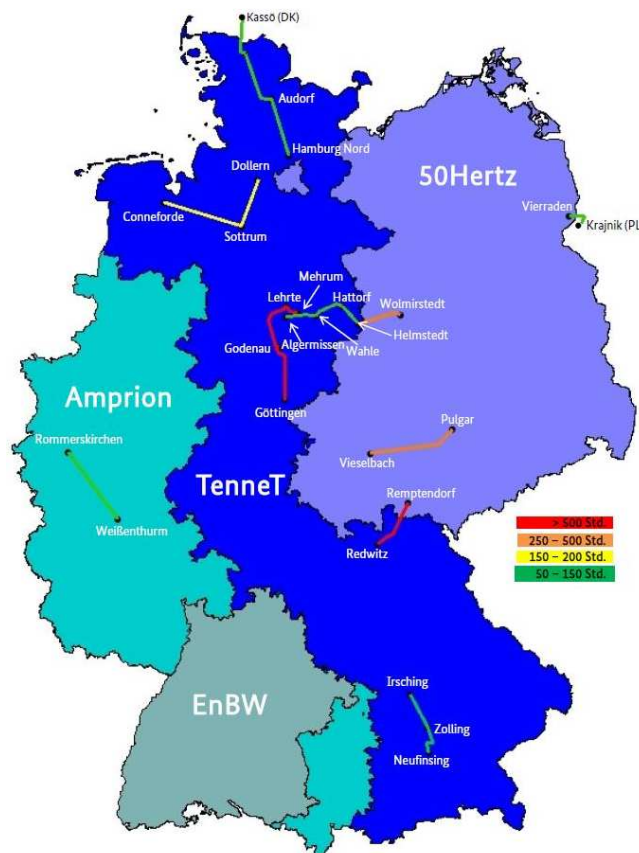 Kassö (DK)
Audorf
Hamburg Nord
Dollern
50Hertz
Vierraden
Conneforde
Krajnik (PL
Sottrum
Mehrum
Lehrte
Hattorf
Wolmirstedt
Helmstedt
Algermissen
Wahle
Godenau
Amprion
Göttingen
Pulgar
Rommerskirchen
Vieselbach
TenneT
Remptendorf
Weißenthurm
> 500 Std.
250 – 500 Std.
Redwitz
150 – 200 Std.
50 – 150 Std.
Irsching
EnBW
Zolling
Neufinsing